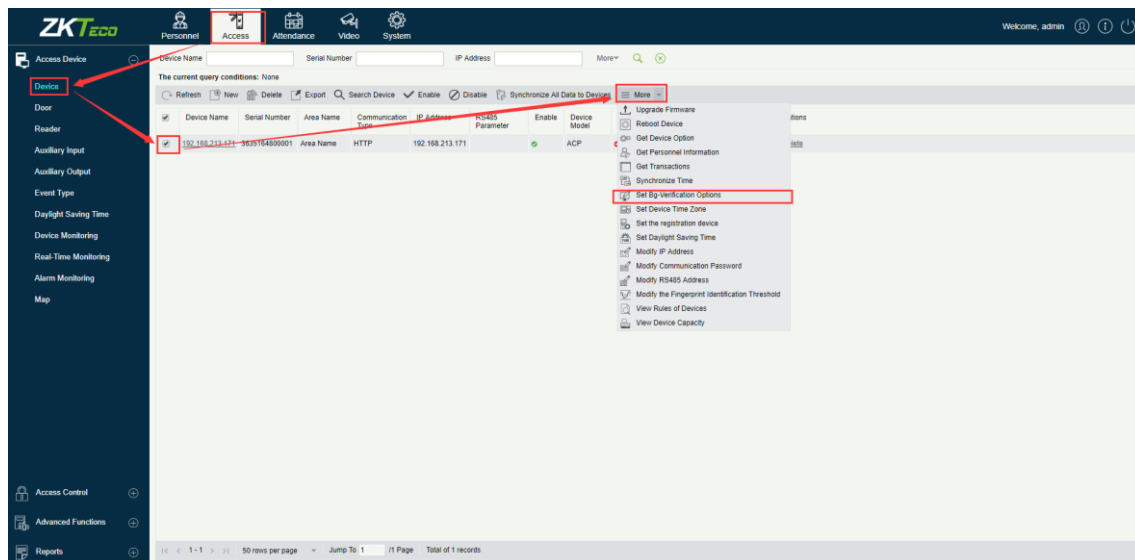 ZKTeco
Personnel
Access
Attendance
Video
System
Welcome, admin
Access Device
Device
Door
Reader
Auxiliary Input
Auxiliary Output
Event Type
Daylight Saving Time
Device Monitoring
Real-Time Monitoring
Alarm Monitoring
Map
Access Control
Advanced Functions
Reports
Device Name Serial Number IP Address More
The current query conditions: None
Refresh New Delete Export Search Device Enable Disable Synchronize All Data to Devices More
Device Name Serial Number Area Name Communication Type IP Address RS485 Parameter Enable Device Model
192.168.213.171 3635164800001 Area Name HTTP 192.168.213.171 ACP
Upgrade Firmware
Reboot Device
Get Device Option
Get Personnel Information
Get Transactions
Synchronize Time
Set Bg-Verification Options
Set Device Time Zone
Set the registration device
Set Daylight Saving Time
Modify IP Address
Modify Communication Password
Modify RS485 Address
Modify the Fingerprint Identification Threshold
View Rules of Devices
View Device Capacity
1-1 50 rows per page Jump To 1 /1 Page Total of 1 records